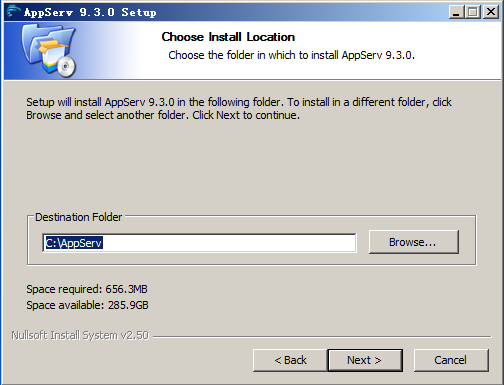 AppServ 9.3.0 Setup
Choose Install Location
Choose the folder in which to install AppServ 9.3.0.
Setup will install AppServ 9.3.0 in the following folder. To install in a different folder, click
Browse and select another folder. Click Next to continue.
Destination Folder
C:\AppServ
Browse...
Space required: 656.3MB
Space available: 285.9GB
Nullsoft Install System v2.50
< Back
Next >
Cancel